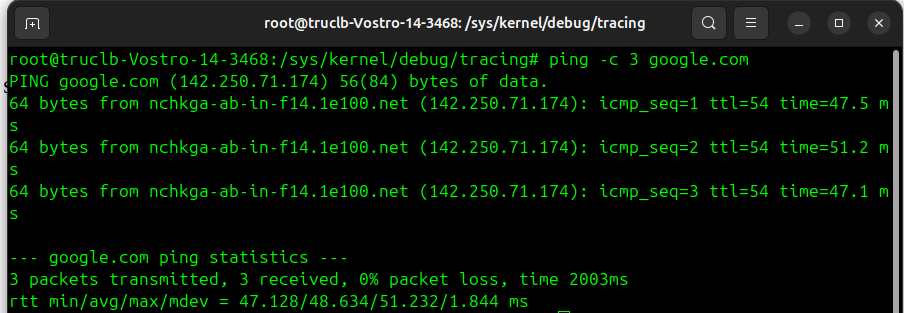 root@truclb-Vostro-14-3468: /sys/kernel/debug/tracing
root@truclb-Vostro-14-3468:/sys/kernel/debug/tracing# ping -c 3 google.com
PING google.com (142.250.71.174) 56(84) bytes of data.
64 bytes from nchkga-ab-in-f14.1e100.net (142.250.71.174): icmp_seq=1 ttl=54 time=47.5 m
s
64 bytes from nchkga-ab-in-f14.1e100.net (142.250.71.174): icmp_seq=2 ttl=54 time=51.2 m
s
64 bytes from nchkga-ab-in-f14.1e100.net (142.250.71.174): icmp_seq=3 ttl=54 time=47.1 m
s
--- google.com ping statistics ---
3 packets transmitted, 3 received, 0% packet loss, time 2003ms
rtt min/avg/max/mdev = 47.128/48.634/51.232/1.844 ms